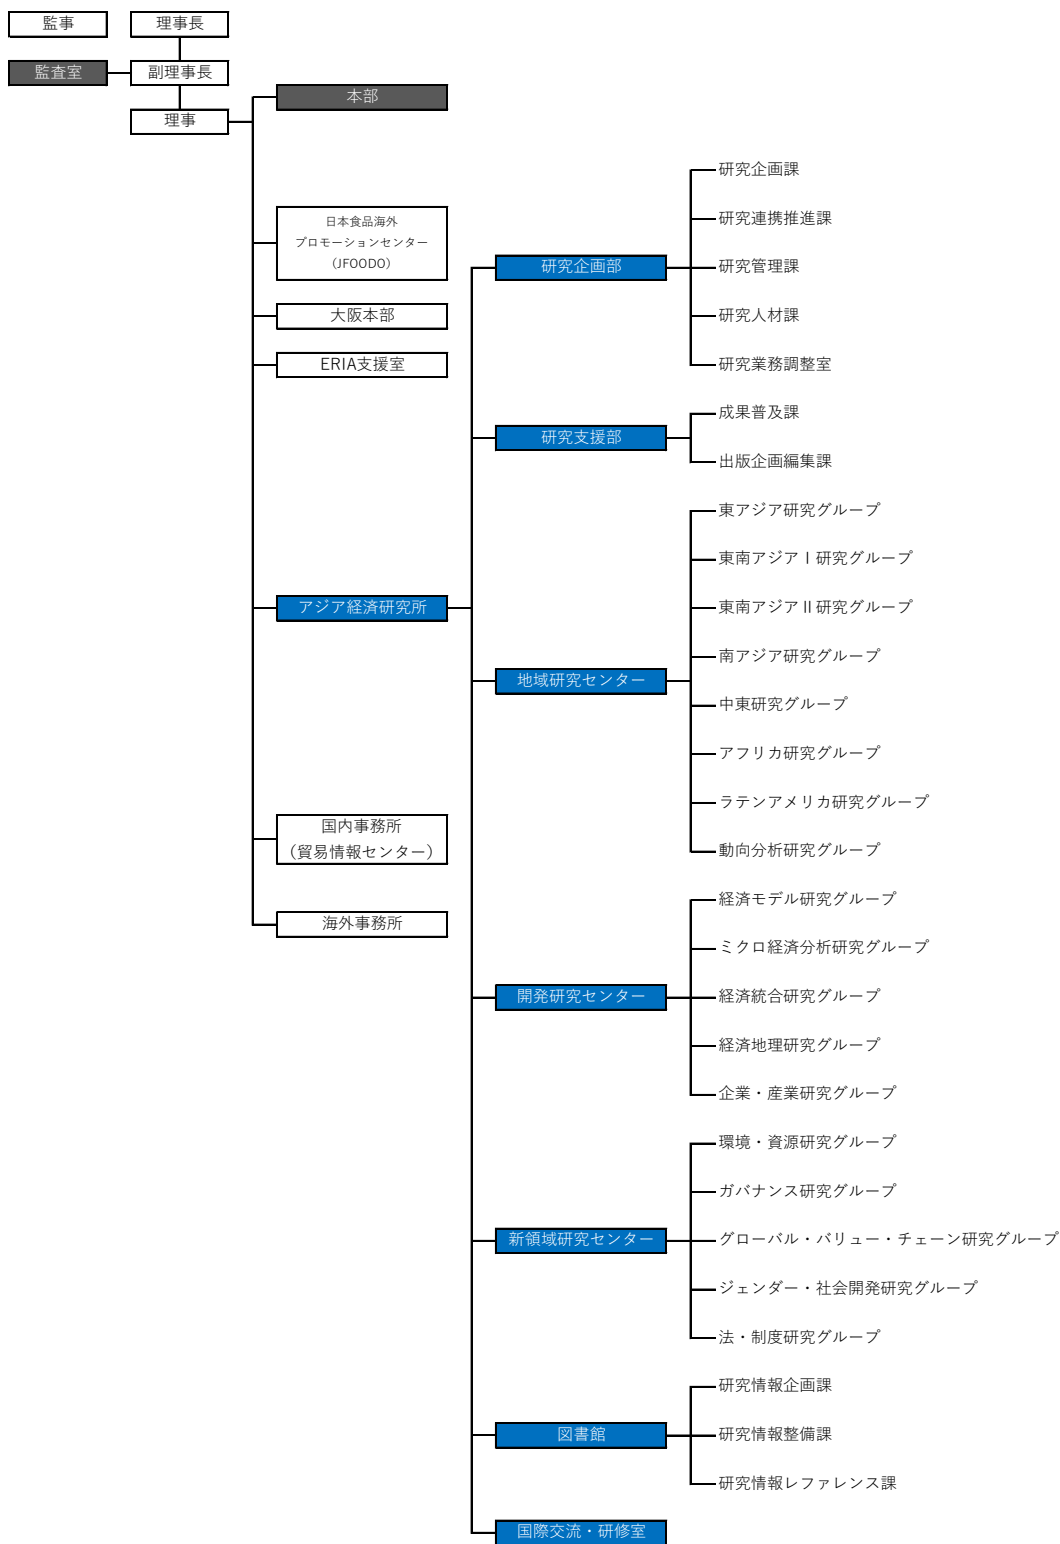 監事
理事長
監査室
副理事長
理事
本部
日本食品海外
プロモーションセンター
（JFOODO）
大阪本部
ERIA支援室
アジア経済研究所
国内事務所
（貿易情報センター）
海外事務所
研究企画部
研究企画課
研究連携推進課
研究管理課
研究人材課
研究業務調整室
研究支援部
成果普及課
出版企画編集課
地域研究センター
東アジア研究グループ
東南アジアⅠ研究グループ
東南アジアⅡ研究グループ
南アジア研究グループ
中東研究グループ
アフリカ研究グループ
ラテンアメリカ研究グループ
動向分析研究グループ
開発研究センター
経済モデル研究グループ
ミクロ経済分析研究グループ
経済統合研究グループ
経済地理研究グループ
企業・産業研究グループ
新領域研究センター
環境・資源研究グループ
ガバナンス研究グループ
グローバル・バリュー・チェーン研究グループ
ジェンダー・社会開発研究グループ
法・制度研究グループ
図書館
研究情報企画課
研究情報整備課
研究情報レファレンス課
国際交流・研修室